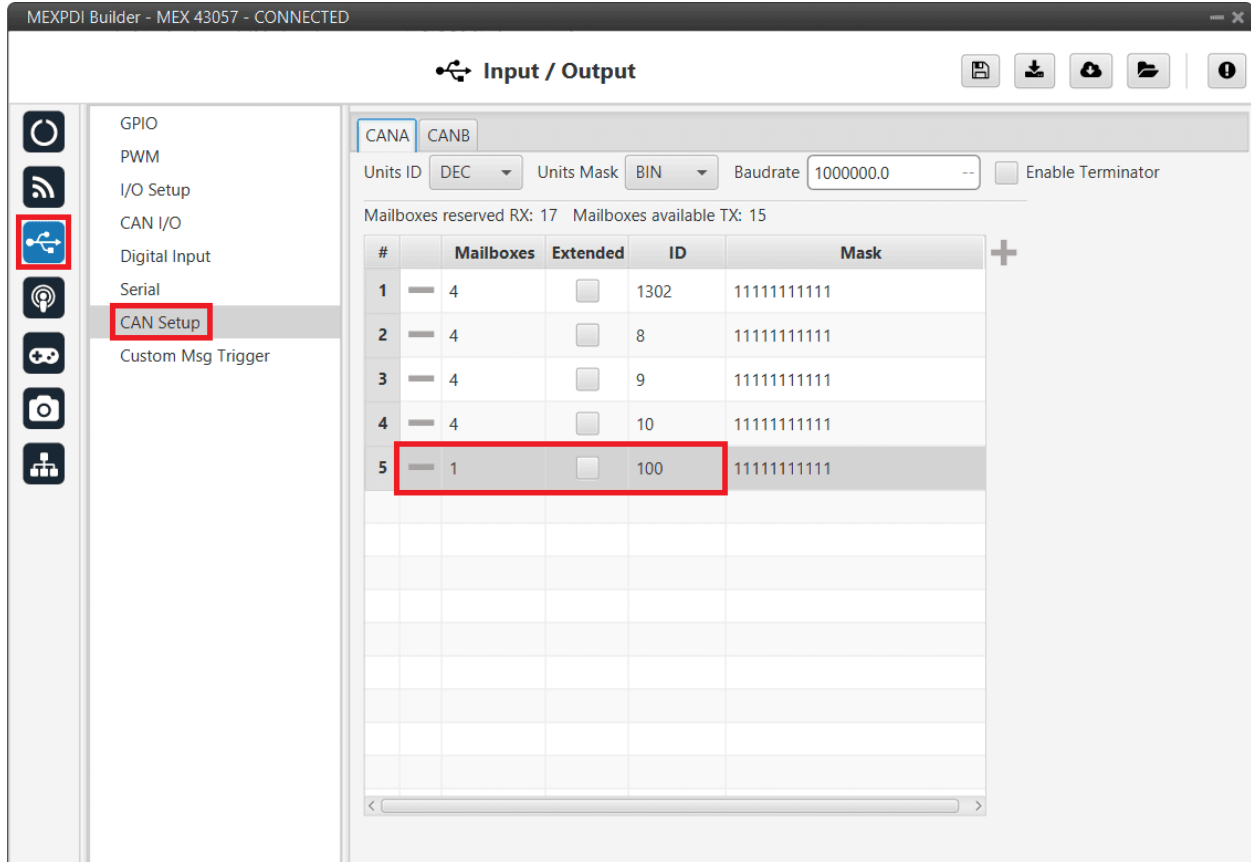 MEXPDI Builder - MEX 43057 - CONNECTED
Input / Output
GPIO
PWM
I/O Setup
CAN I/O
Digital Input
Serial
CAN Setup
Custom Msg Trigger
CANA CANB
Units ID DEC Units Mask BIN Baudrate 1000000.0 -- Enable Terminator
Mailboxes reserved RX: 17 Mailboxes available TX: 15
# Mailboxes Extended ID Mask
1 4 1302 11111111111
2 4 8 11111111111
3 4 9 11111111111
4 4 10 11111111111
5 1 100 11111111111